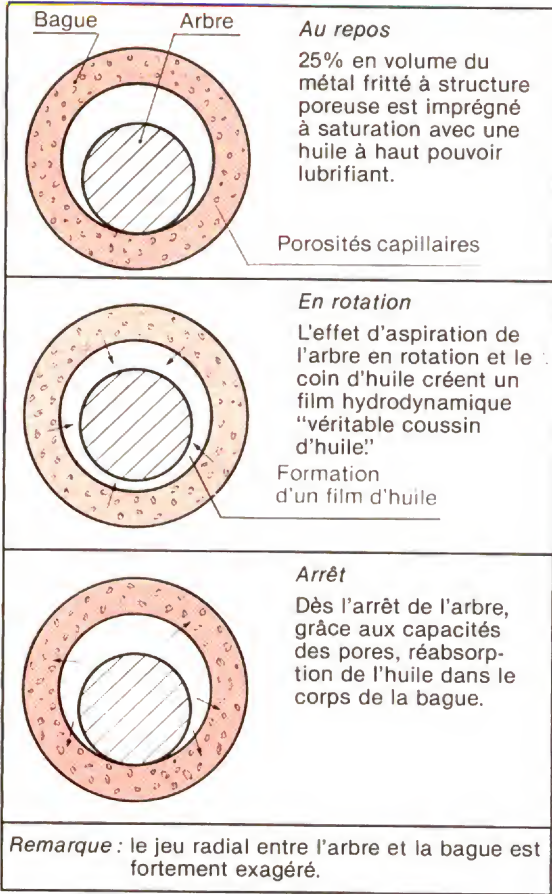 Bague Arbre
Au repos
25% en volume du
métal fritté à structure
poreuse est imprégné
à saturation avec une
huile à haut pouvoir
lubrifiant.
Porosités capillaires
En rotation
L'effet d'aspiration de
l'arbre en rotation et le
coin d'huile créent un
film hydrodynamique
“véritable coussin
d'huile.”
Formation
d'un film d'huile
Arrêt
Dès l'arrêt de l'arbre,
grâce aux capacités
des pores, réabsorp-
tion de l'huile dans le
corps de la bague.
Remarque : le jeu radial entre l'arbre et la bague est
fortement exagéré.